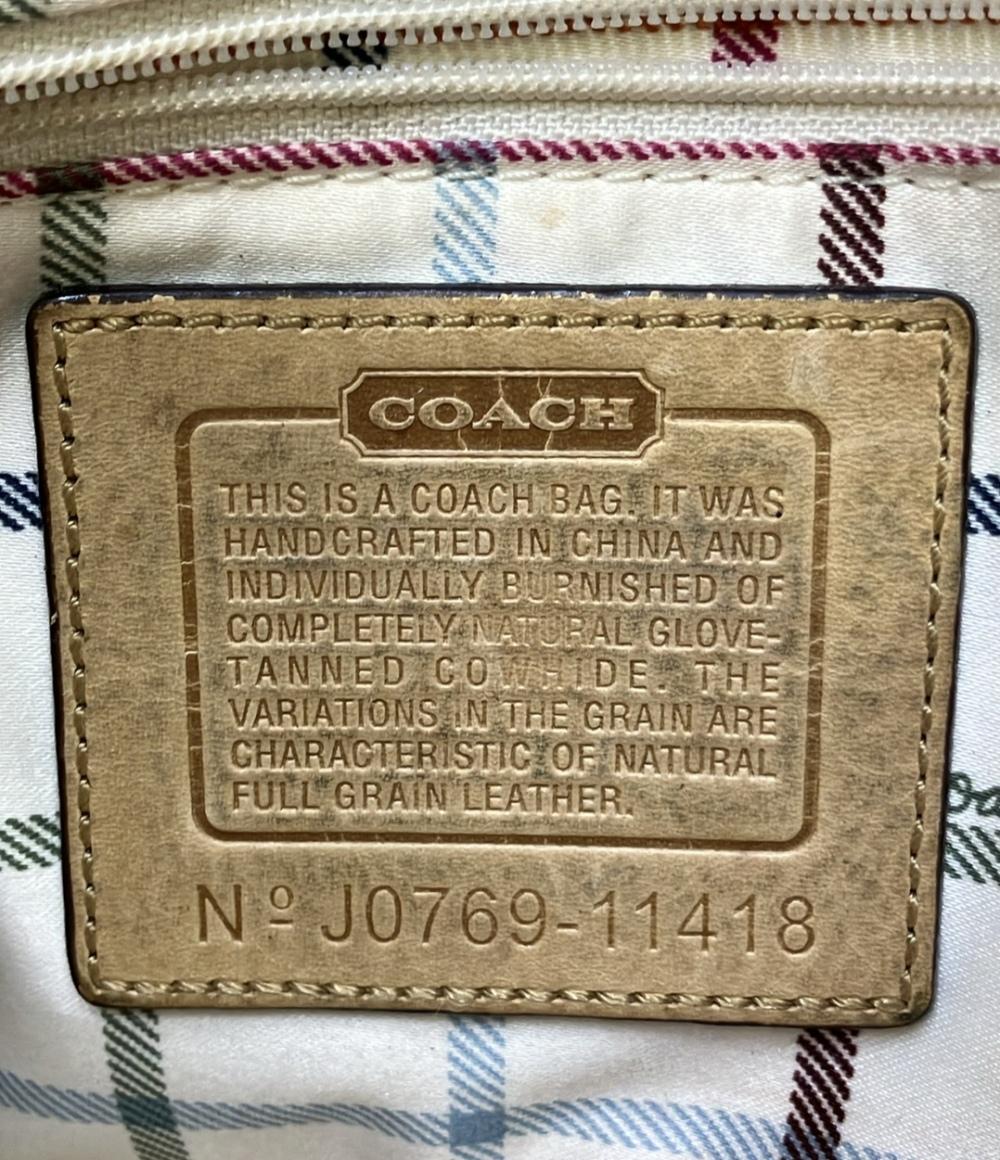 COACH
THIS IS A COACH BAG. IT WAS
HANDCRAFTED IN CHINA AND
INDIVIDUALLY BURNISHED OF
COMPLETELY NATURAL GLOVE-
TANNED COWHIDE. THE
VARIATIONS IN THE GRAIN ARE
CHARACTERISTIC OF NATURAL
FULL GRAIN LEATHER.
Nº J0769-11418